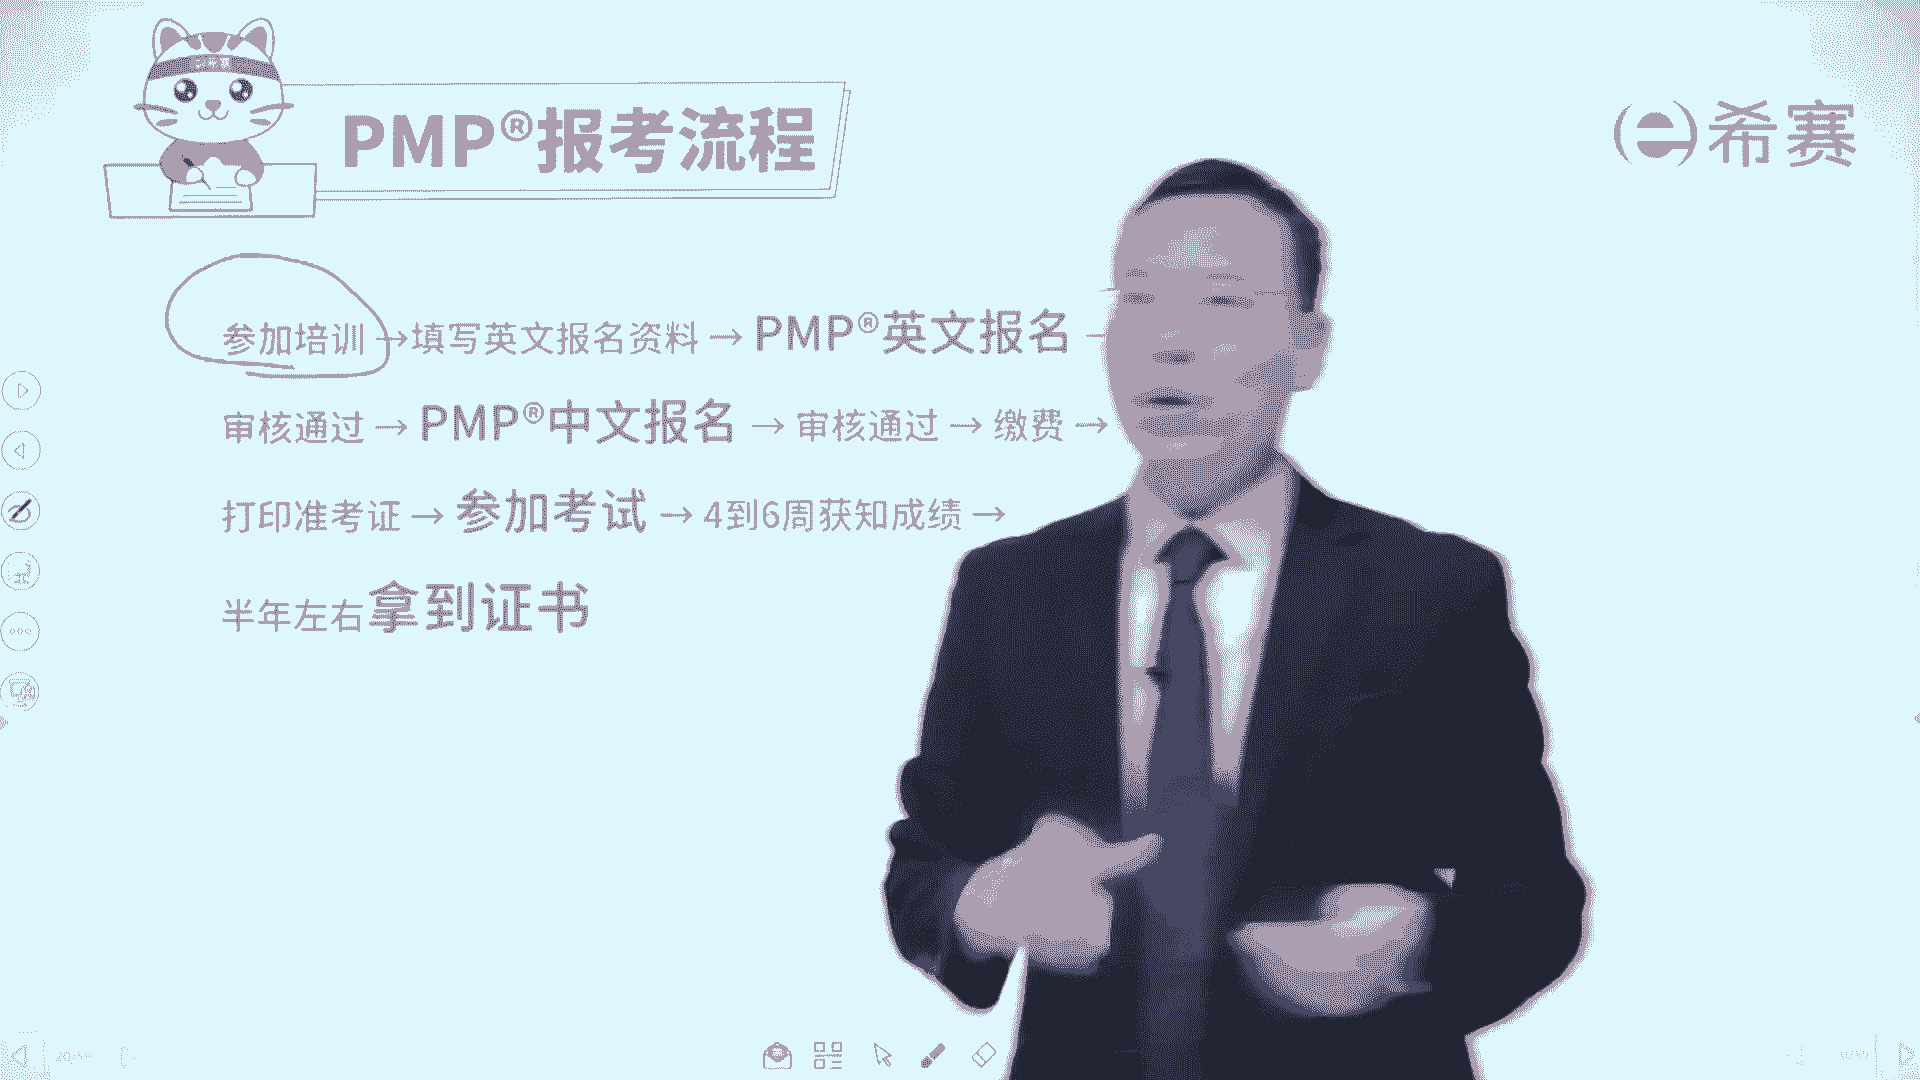 PMP®报考流程
希赛
参加培训→填写英文报名资料→PMP®英文报名→
审核通过→PMP®中文报名→审核通过→缴费→
打印准考证→参加考试→4到6周获知成绩→
半年左右拿到证书